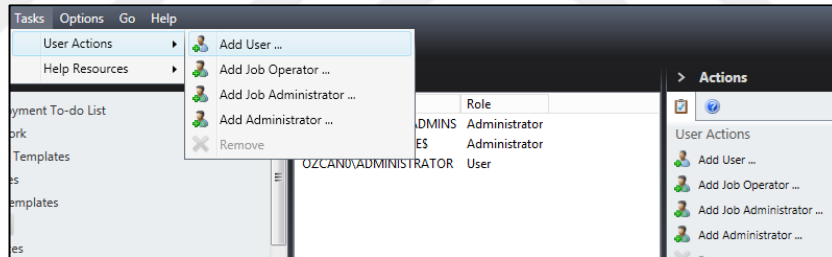 Tasks Options Go Help
User Actions
Help Resources
Add User ...
Add Job Operator ...
Add Job Administrator ...
Add Administrator ...
Remove
yment To-do List
ork
Templates
es
emplates
es
Role
DMINS Administrator
E$ Administrator
OZCAN0\ADMINISTRATOR User
> Actions
User Actions
Add User ...
Add Job Operator ...
Add Job Administrator ...
Add Administrator ...